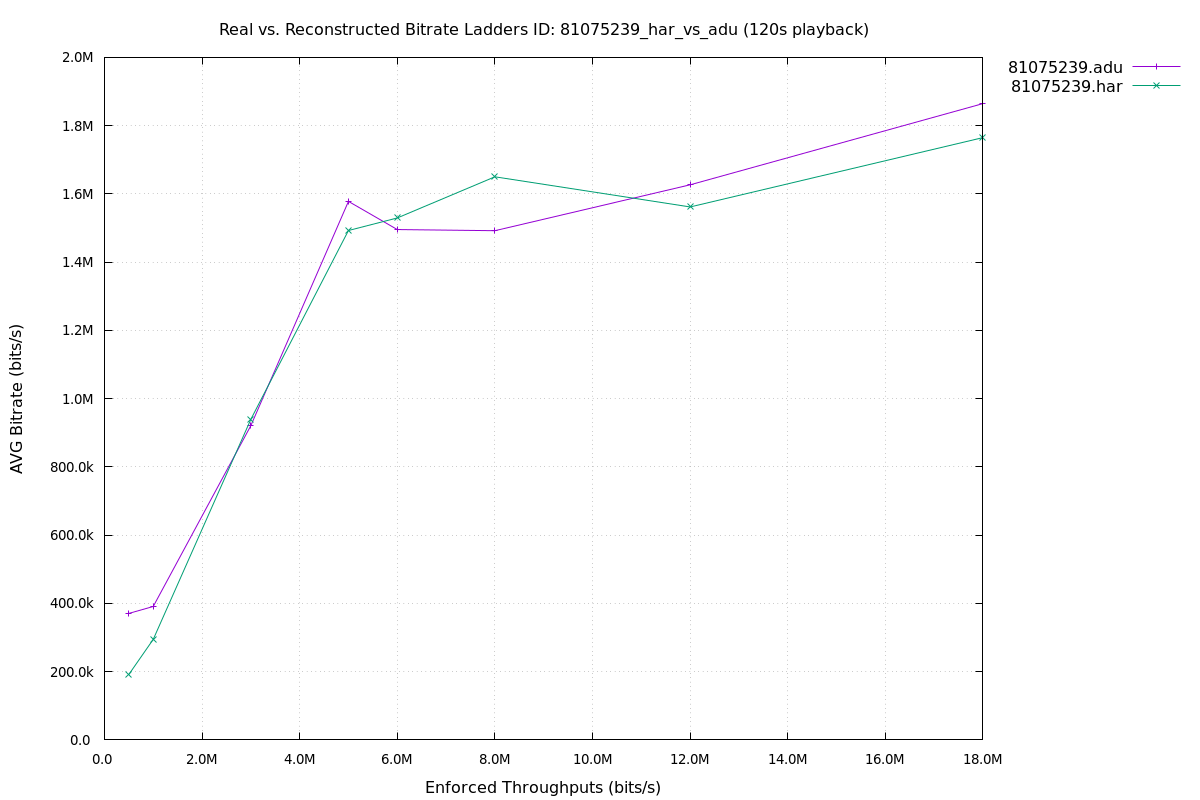 Real vs. Reconstructed Bitrate Ladders ID: 81075239_har_vs_adu (120s playback)
81075239.adu
81075239.har
AVG Bitrate (bits/s)
2.0M
1.8M
1.6M
1.4M
1.2M
1.0M
800.0k
600.0k
400.0k
200.0k
0.0
0.0 2.0M 4.0M 6.0M 8.0M 10.0M 12.0M 14.0M 16.0M 18.0M
Enforced Throughputs (bits/s)